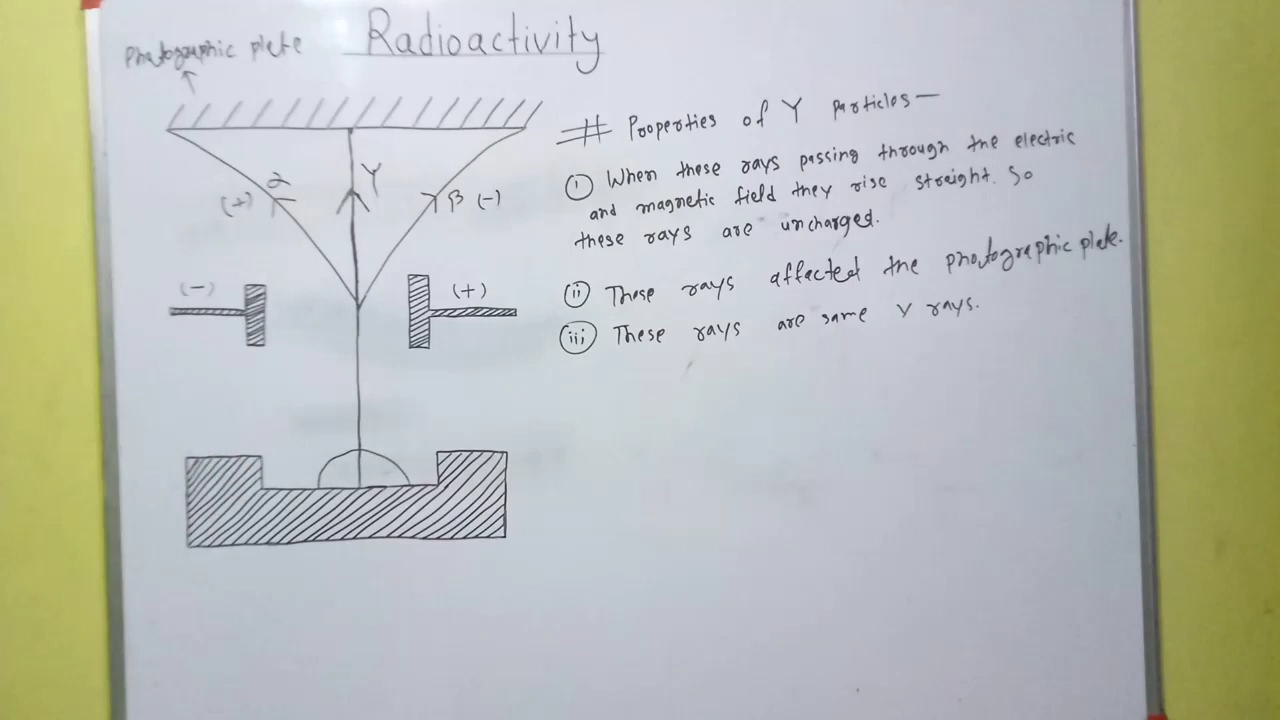 Photographic plate
Radioactivity
α
(+)
γ
β (-)
(-)
(+)
# Properties of γ Particles —
(i) When these rays passing through the electric
and magnetic field they rise straight. So
these rays are uncharged.
(ii) These rays affected the photographic plate.
(iii) These rays are same γ rays.